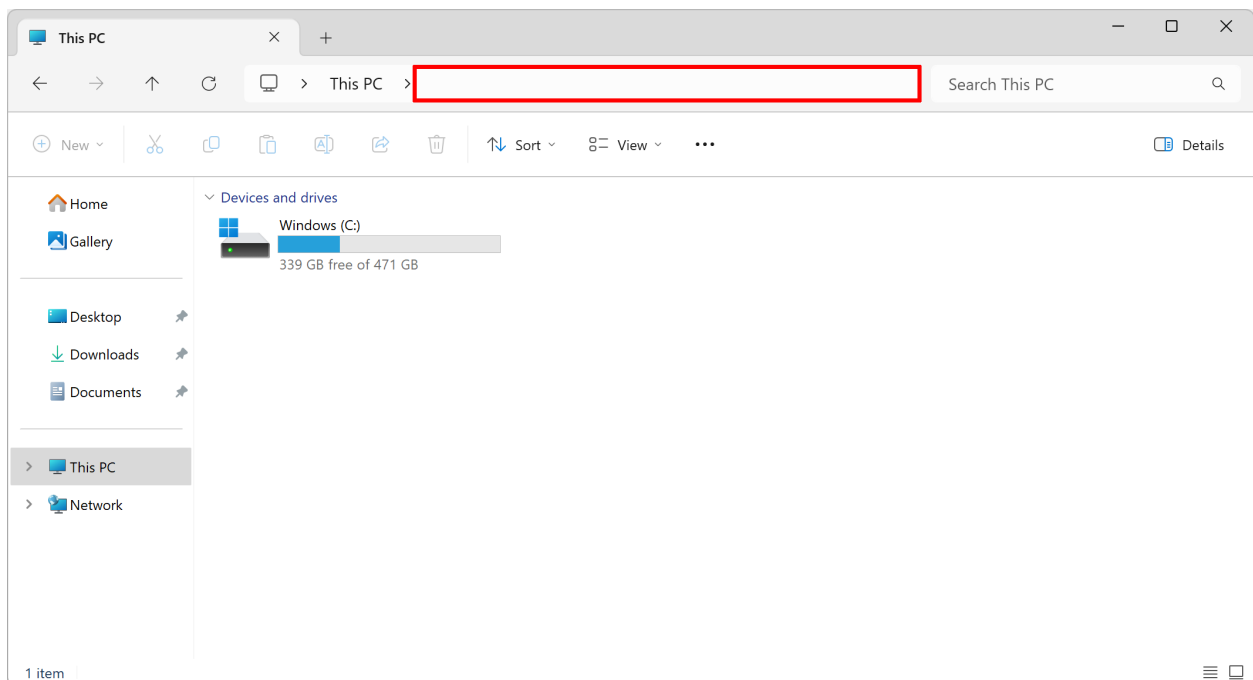 This PC
This PC
Search This PC
New
Sort
View
Details
Home
Gallery
Desktop
Downloads
Documents
This PC
Network
Devices and drives
Windows (C:)
339 GB free of 471 GB
1 item